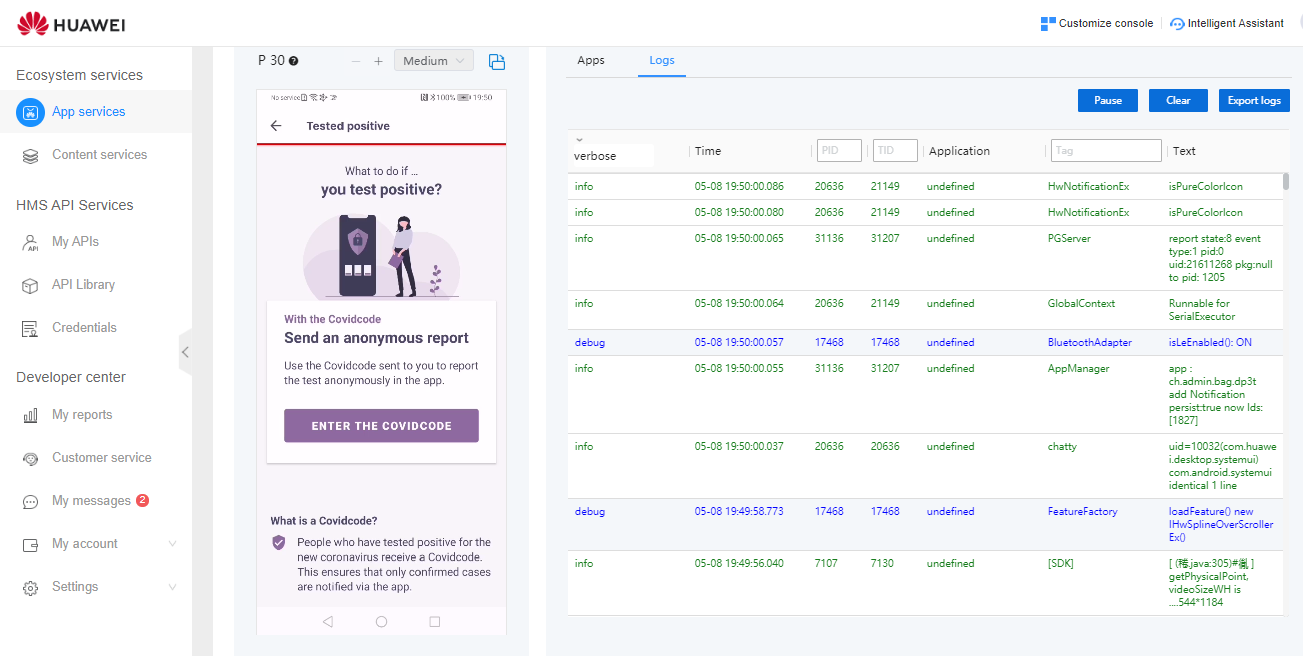 HUAWEI
Customize console
Intelligent Assistant
Ecosystem services
App services
Content services
HMS API Services
My APIs
API Library
Credentials
Developer center
My reports
Customer service
My messages 2
My account
Settings
P 30 ?
− + Medium
No service 100% 19:50
Tested positive
What to do if ...
you test positive?
With the Covidcode
Send an anonymous report
Use the Covidcode sent to you to report
the test anonymously in the app.
ENTER THE COVIDCODE
What is a Covidcode?
People who have tested positive for the
new coronavirus receive a Covidcode.
This ensures that only confirmed cases
are notified via the app.
Apps Logs
Pause Clear Export logs
verbose Time PID TID Application Tag Text
info 05-08 19:50:00.086 20636 21149 undefined HwNotificationEx isPureColorIcon
info 05-08 19:50:00.080 20636 21149 undefined HwNotificationEx isPureColorIcon
info 05-08 19:50:00.065 31136 31207 undefined PGServer report state:8 event
type:1 pid:0
uid:21611268 pkg:null
to pid: 1205
info 05-08 19:50:00.064 20636 21149 undefined GlobalContext Runnable for
SerialExecutor
debug 05-08 19:50:00.057 17468 17468 undefined BluetoothAdapter isLeEnabled(): ON
info 05-08 19:50:00.055 31136 31207 undefined AppManager app :
ch.admin.bag.dp3t
add Notification
persist:true now Ids:
[1827]
info 05-08 19:50:00.037 20636 20636 undefined chatty uid=10032(com.huawe
i.desktop.systemui)
com.android.systemui
identical 1 line
debug 05-08 19:49:58.773 17468 17468 undefined FeatureFactory loadFeature() new
IHwSplineOverScroller
Ex()
info 05-08 19:49:56.040 7107 7130 undefined [SDK] [ (.java:305)# ]
getPhysicalPoint,
videoSizeWH is
....544*1184